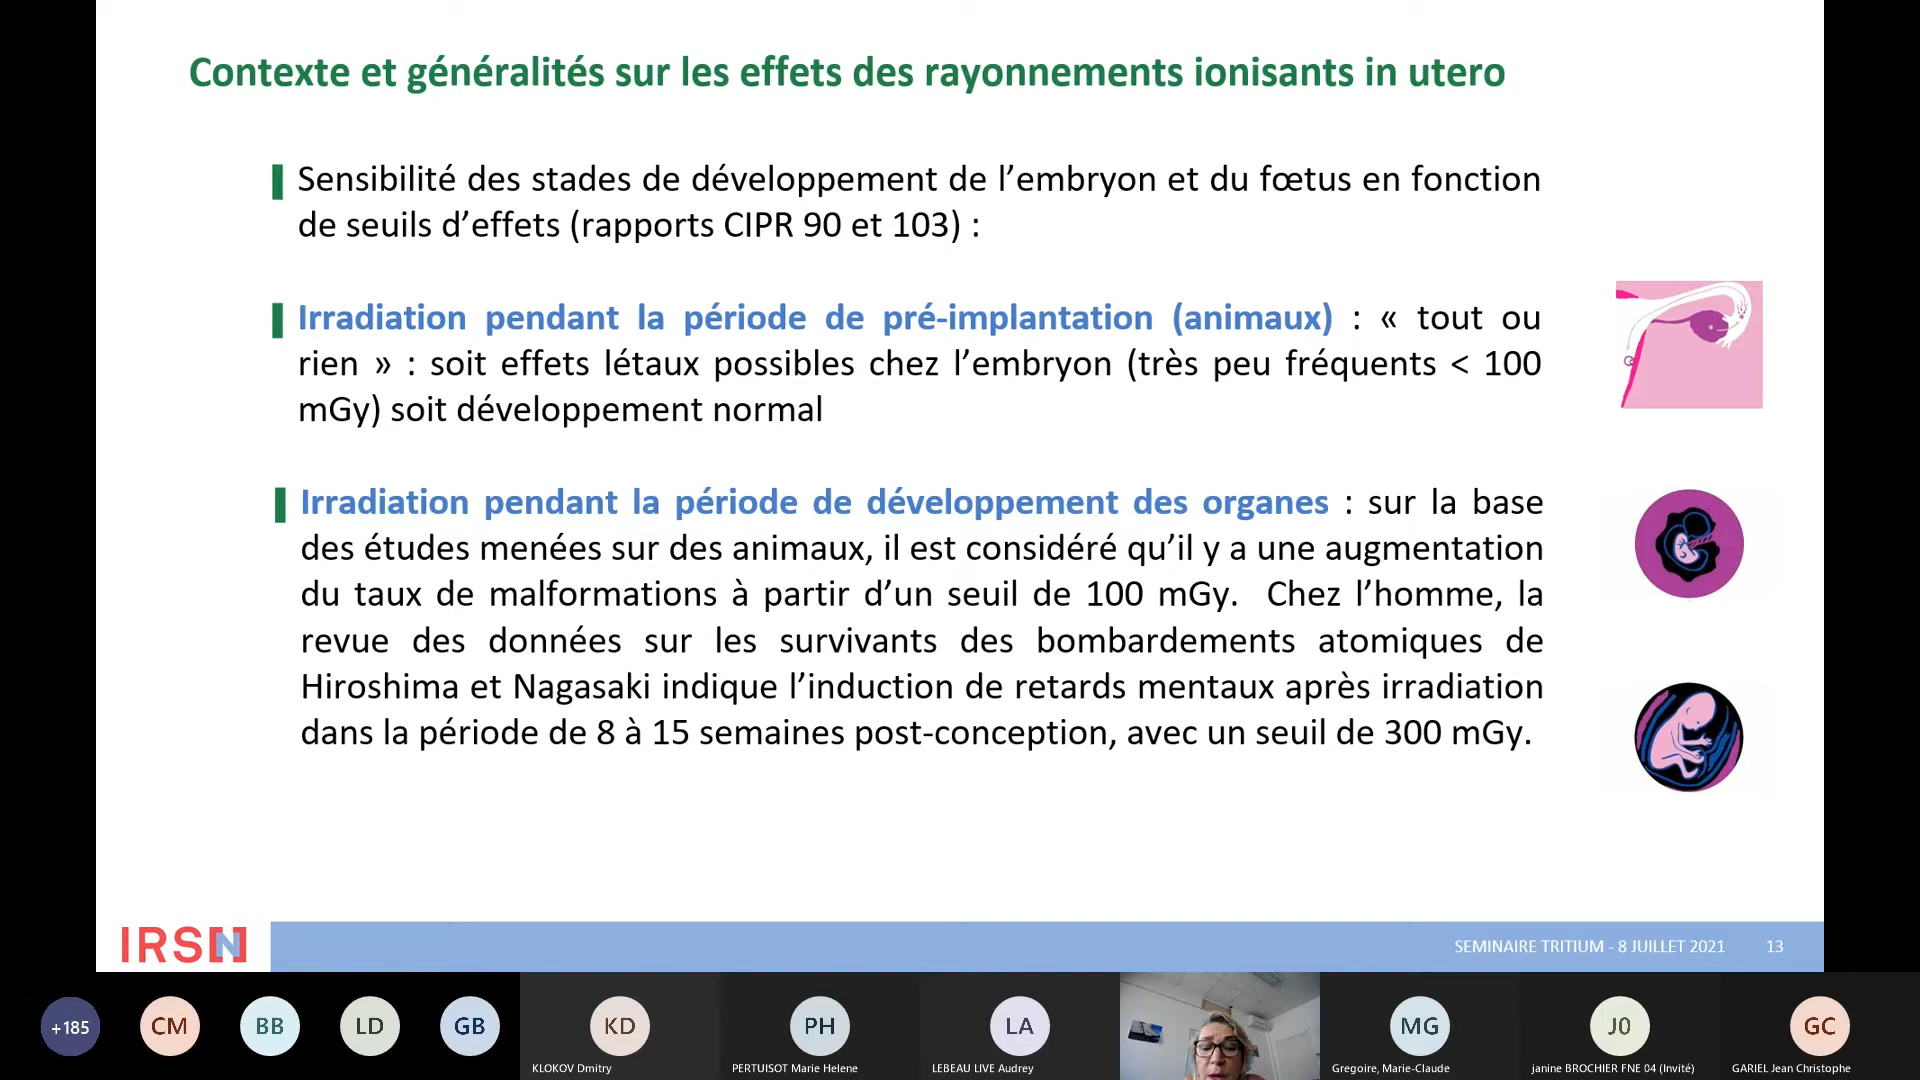 Contexte et généralités sur les effets des rayonnements ionisants in utero
Sensibilité des stades de développement de l’embryon et du fœtus en fonction
de seuils d’effets (rapports CIPR 90 et 103) :
Irradiation pendant la période de pré-implantation (animaux) : « tout ou
rien » : soit effets létaux possibles chez l’embryon (très peu fréquents < 100
mGy) soit développement normal
Irradiation pendant la période de développement des organes : sur la base
des études menées sur des animaux, il est considéré qu’il y a une augmentation
du taux de malformations à partir d’un seuil de 100 mGy. Chez l’homme, la
revue des données sur les survivants des bombardements atomiques de
Hiroshima et Nagasaki indique l’induction de retards mentaux après irradiation
dans la période de 8 à 15 semaines post-conception, avec un seuil de 300 mGy.
IRSN
SEMINAIRE TRITIUM - 8 JUILLET 2021 13
+185 CM BB LD GB KD PH LA MG J0 GC
KLOKOV Dmitry PERTUISOT Marie Helene LEBEAU LIVE Audrey Gregoire, Marie-Claude janine BROCHIER FNE 04 (Invité) GARIEL Jean Christophe